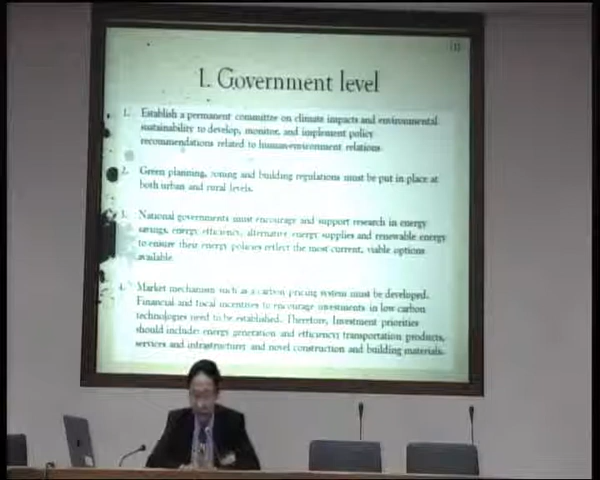 1. Government level
1. Establish a permanent committee on climate impacts and environmental
sustainability to develop, monitor, and implement policy
recommendations related to human-environment relations.
2. Green planning, zoning and building regulations must be put in place at
both urban and rural levels.
3. National governments must encourage and support research in energy
savings, energy efficiency, alternative energy supplies and renewable energy
to ensure their energy policies reflect the most current, viable options
available.
4. Market mechanism such as a carbon pricing system must be developed.
Financial and fiscal incentives to encourage investments in low carbon
technologies need to be established. Therefore, Investment priorities
should include: energy generation and efficiency; transportation products,
services and infrastructure; and novel construction and building materials.